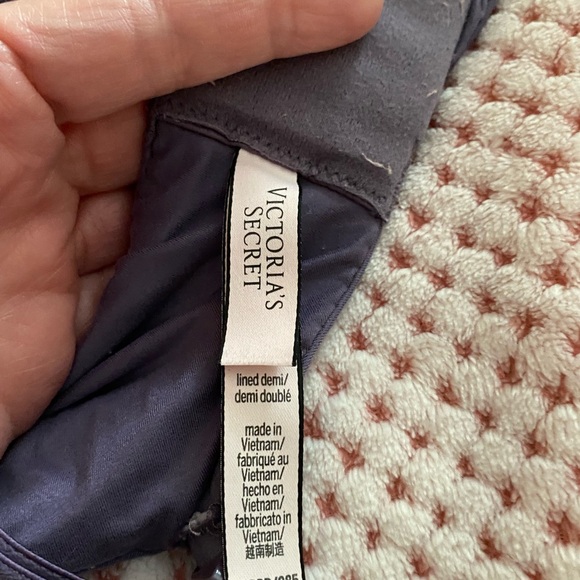 VICTORIA'S
SECRET
lined demi/
demi doublé
made in
Vietnam/
fabriqué au
Vietnam/
hecho en
Vietnam/
fabbricato in
Vietnam/
越南制造